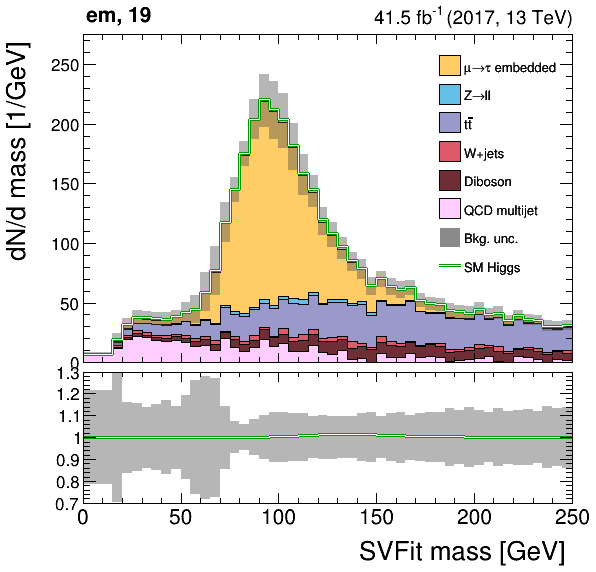 em, 19
41.5 fb⁻¹ (2017, 13 TeV)
dN/d mass [1/GeV]
250
200
150
100
50
0
μ→τ embedded
Z→ll
tt̄
W+jets
Diboson
QCD multijet
Bkg. unc.
SM Higgs
1.3
1.2
1.1
1
0.9
0.8
0.7
0 50 100 150 200 250
SVFit mass [GeV]